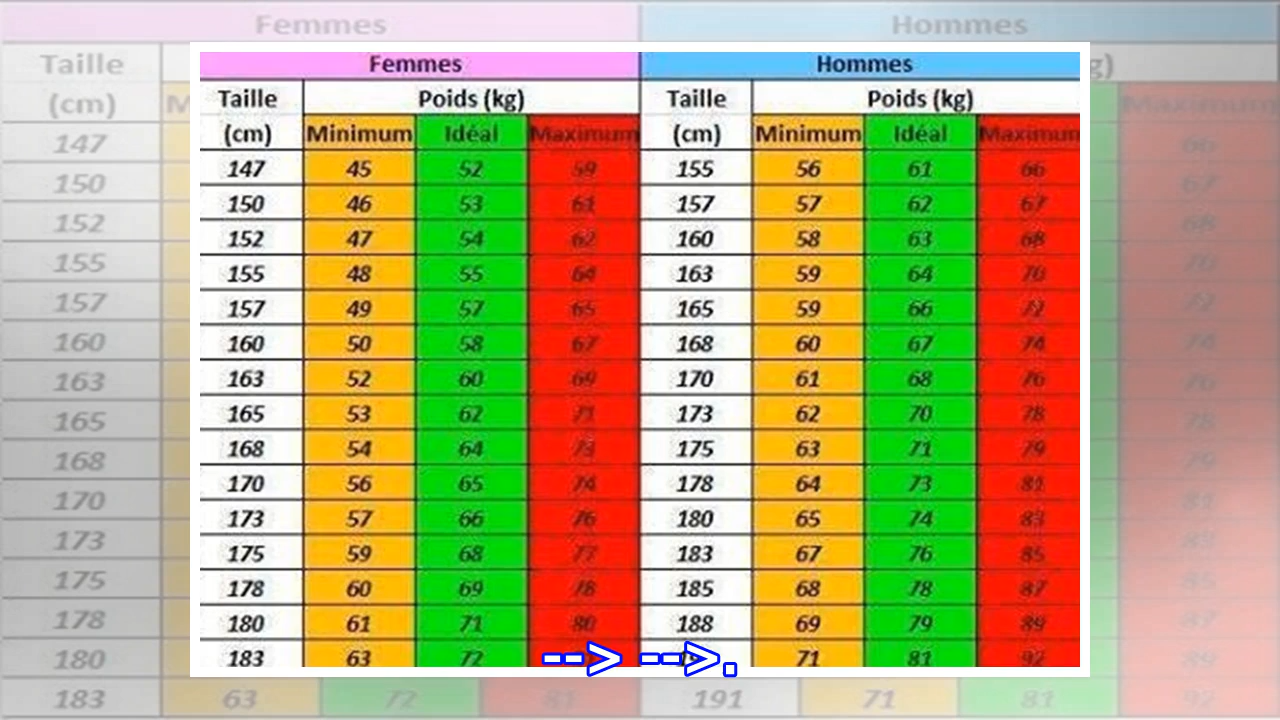 Femmes Hommes
Taille Poids (kg) Taille Poids (kg)
(cm) Minimum Idéal Maximum (cm) Minimum Idéal Maximum
147 45 52 59 155 56 61 66
150 46 53 61 157 57 62 67
152 47 54 62 160 58 63 68
155 48 55 64 163 59 64 70
157 49 57 65 165 59 66 72
160 50 58 67 168 60 67 74
163 52 60 69 170 61 68 76
165 53 62 71 173 62 70 78
168 54 64 73 175 63 71 79
170 56 65 74 178 64 73 81
173 57 66 76 180 65 74 83
175 59 68 77 183 67 76 85
178 60 69 78 185 68 78 87
180 61 71 80 188 69 79 89
183 63 72 81 191 71 81 92
--> -->.